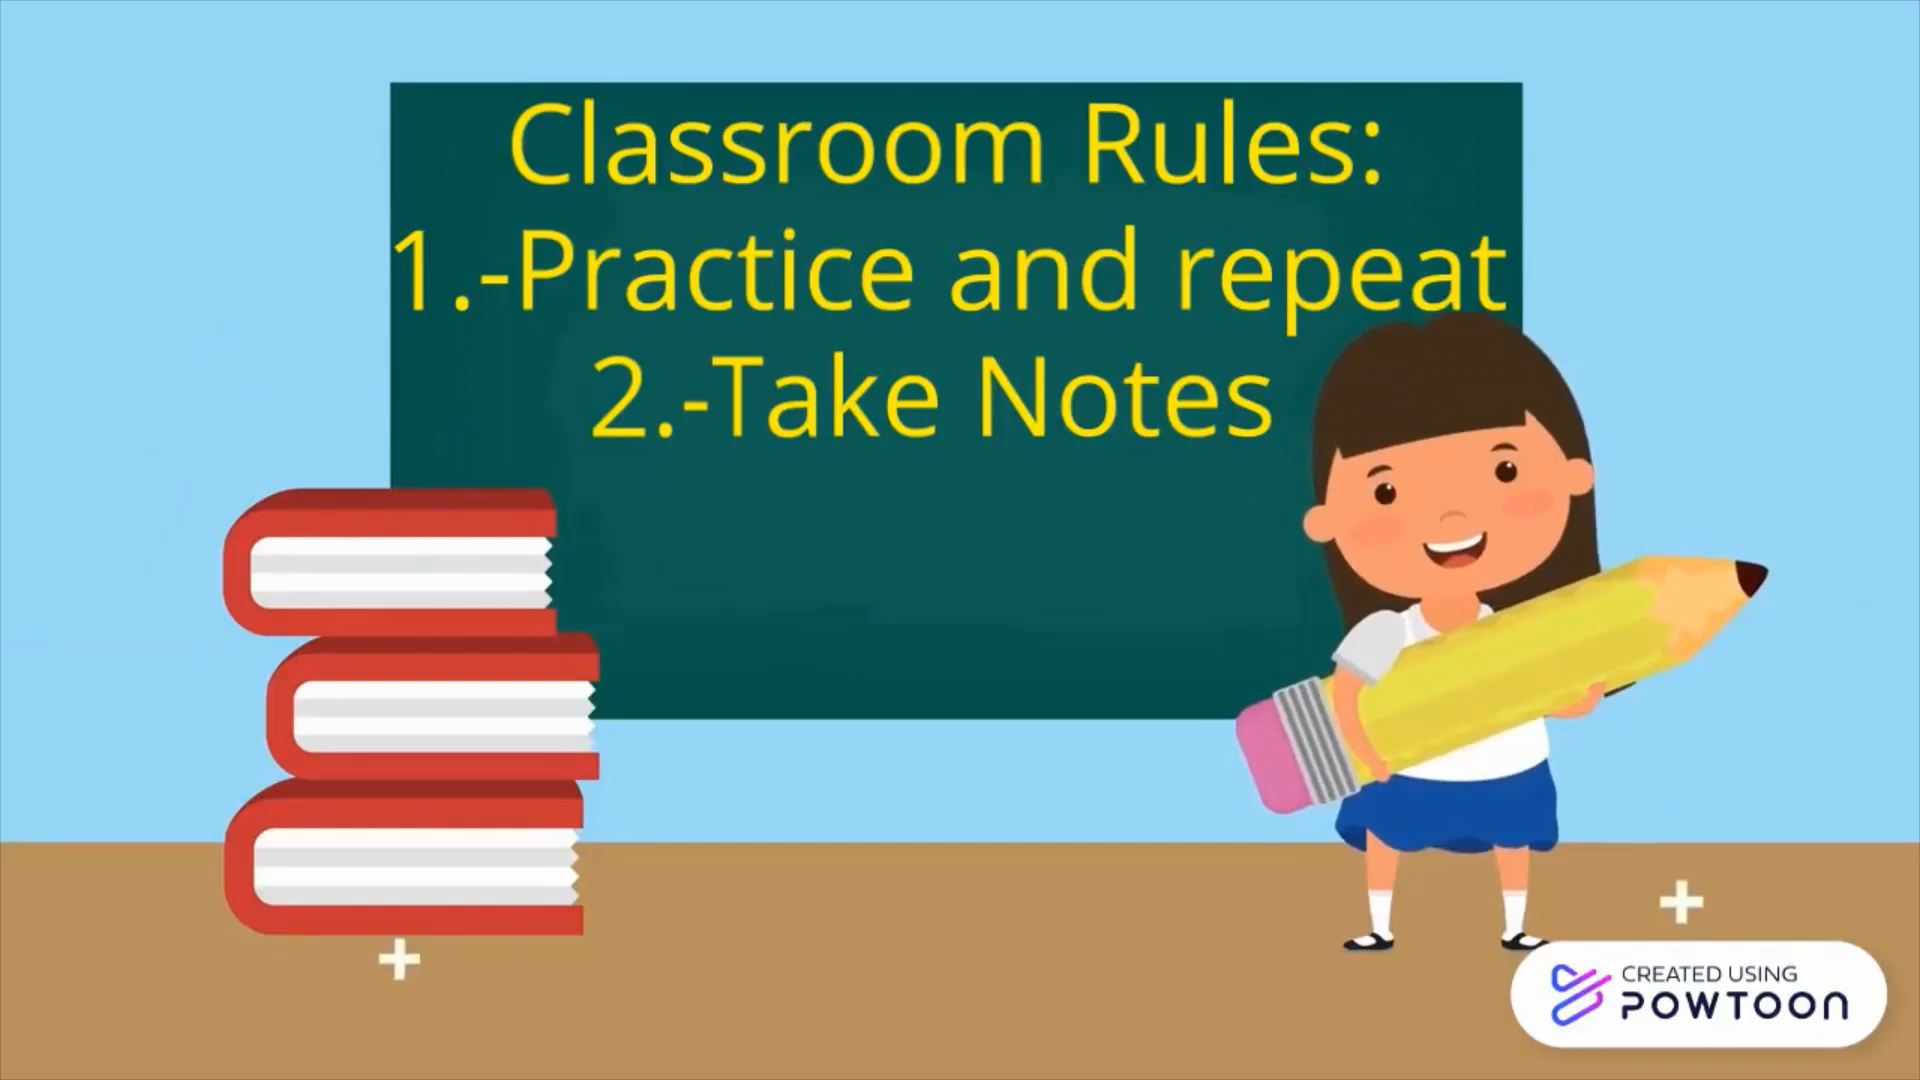 Classroom Rules:
1.-Practice and repeat
2.-Take Notes
CREATED USING
POWTOON